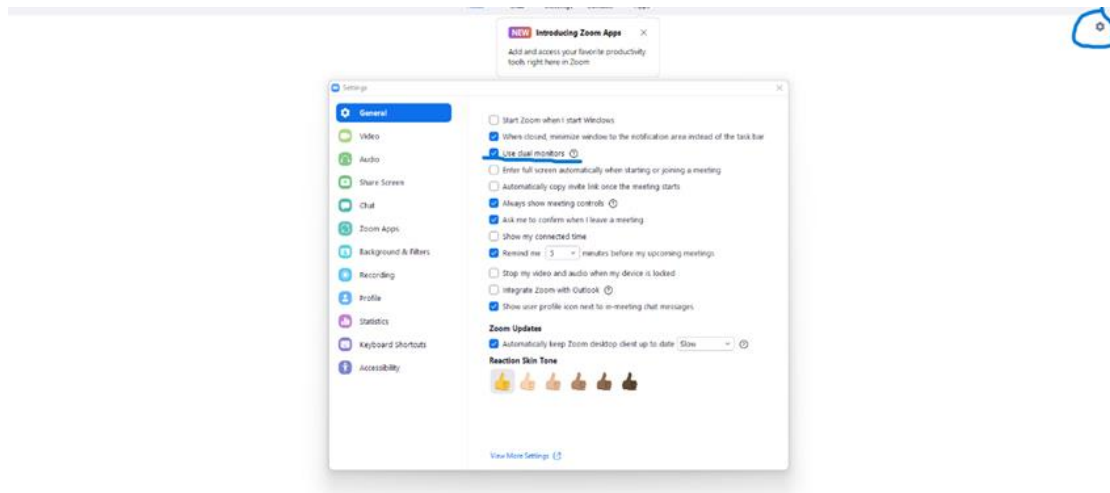 NEW Introducing Zoom Apps
Add and access your favorite productivity
tools right here in Zoom
Settings
General
Video
Audio
Share Screen
Chat
Zoom Apps
Background & Filters
Recording
Profile
Statistics
Keyboard Shortcuts
Accessibility
Start Zoom when I start Windows
When closed, minimize window to the notification area instead of the task bar
Use dual monitors
Enter full screen automatically when starting or joining a meeting
Automatically copy invite link once the meeting starts
Always show meeting controls
Ask me to confirm when I leave a meeting
Show my connected time
Remind me 5 minutes before my upcoming meetings
Stop my video and audio when my device is locked
Integrate Zoom with Outlook
Show user profile icon next to in-meeting chat messages
Zoom Updates
Automatically keep Zoom desktop client up to date Slow
Reaction Skin Tone
View More Settings